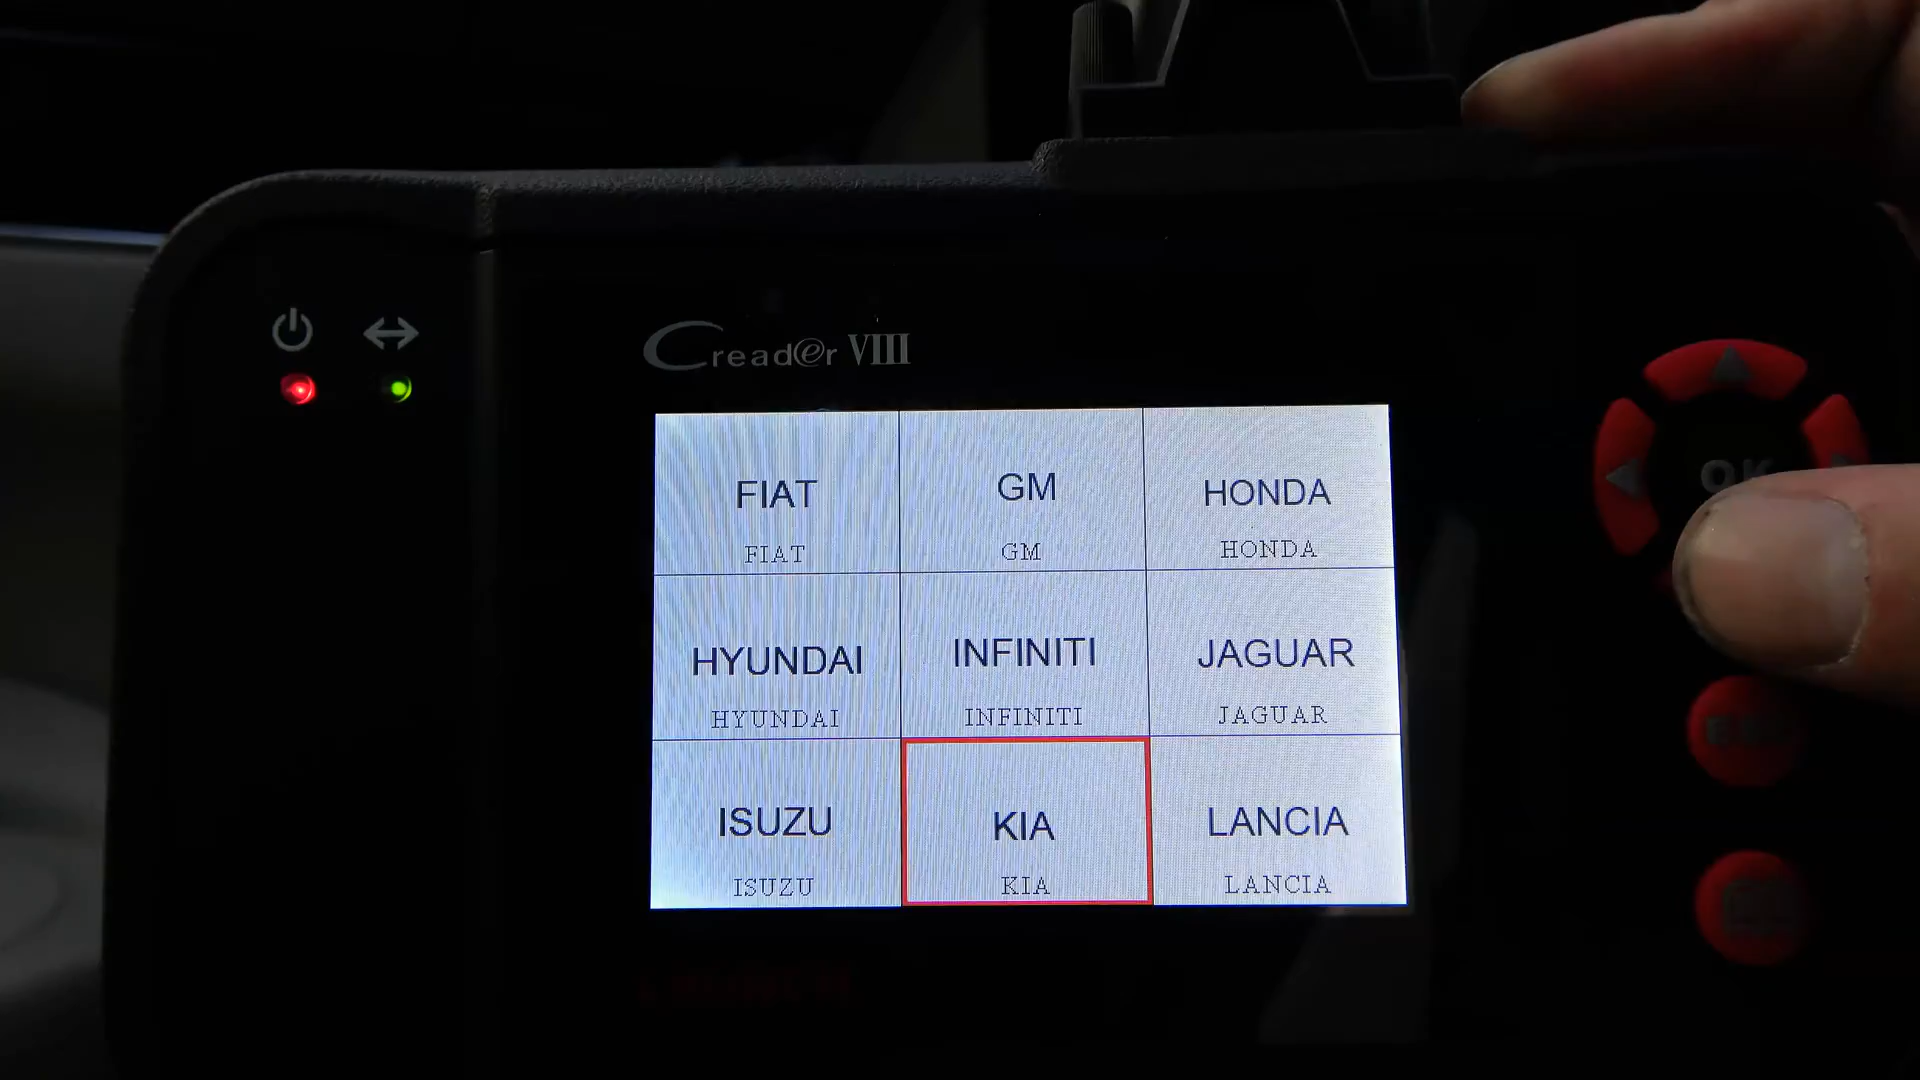 Creader VIII
FIAT
GM
HONDA
FIAT
GM
HONDA
HYUNDAI
INFINITI
JAGUAR
HYUNDAI
INFINITI
JAGUAR
ISUZU
KIA
LANCIA
ISUZU
KIA
LANCIA
OK